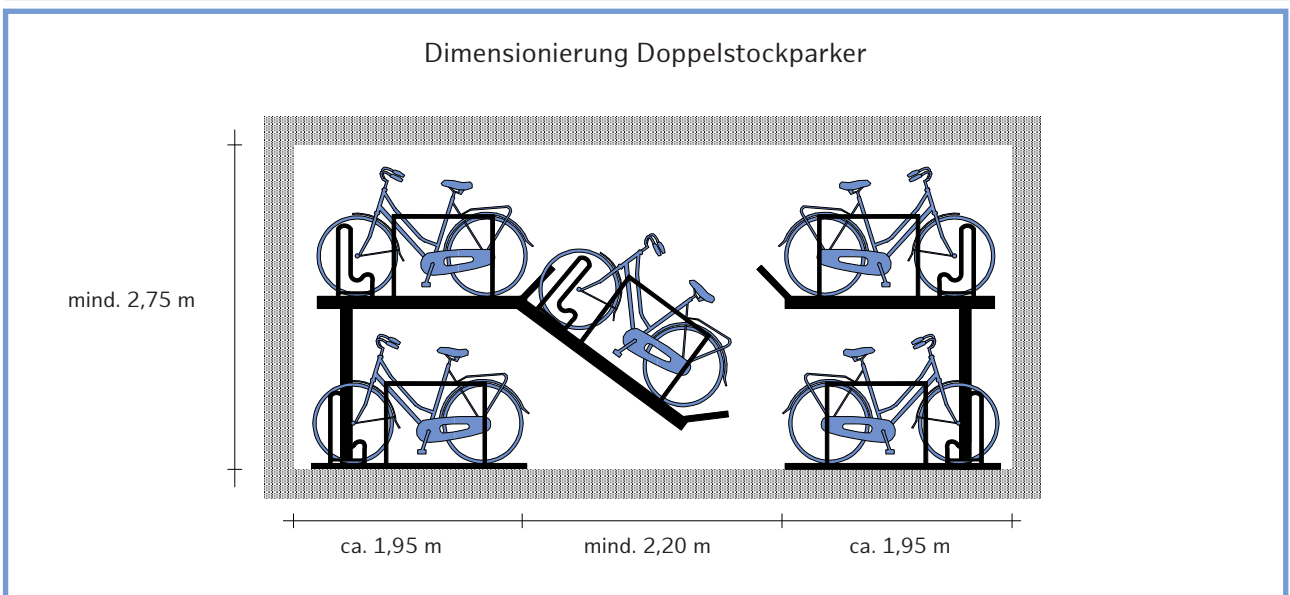 Dimensionierung Doppelstockparker
mind. 2,75 m
ca. 1,95 m
mind. 2,20 m
ca. 1,95 m